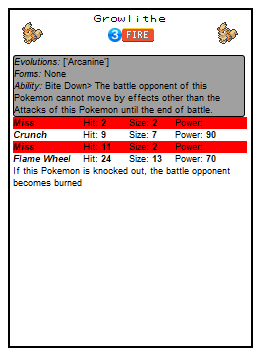 Growlithe
3 FIRE
Evolutions: ['Arcanine']
Forms: None
Ability: Bite Down> The battle opponent of this
Pokemon cannot move by effects other than the
Attacks of this Pokemon until the end of battle.
Miss Hit: 2 Size: 2 Power:
Crunch Hit: 9 Size: 7 Power: 90
Miss Hit: 11 Size: 2 Power:
Flame Wheel Hit: 24 Size: 13 Power: 70
If this Pokemon is knocked out, the battle opponent
becomes burned